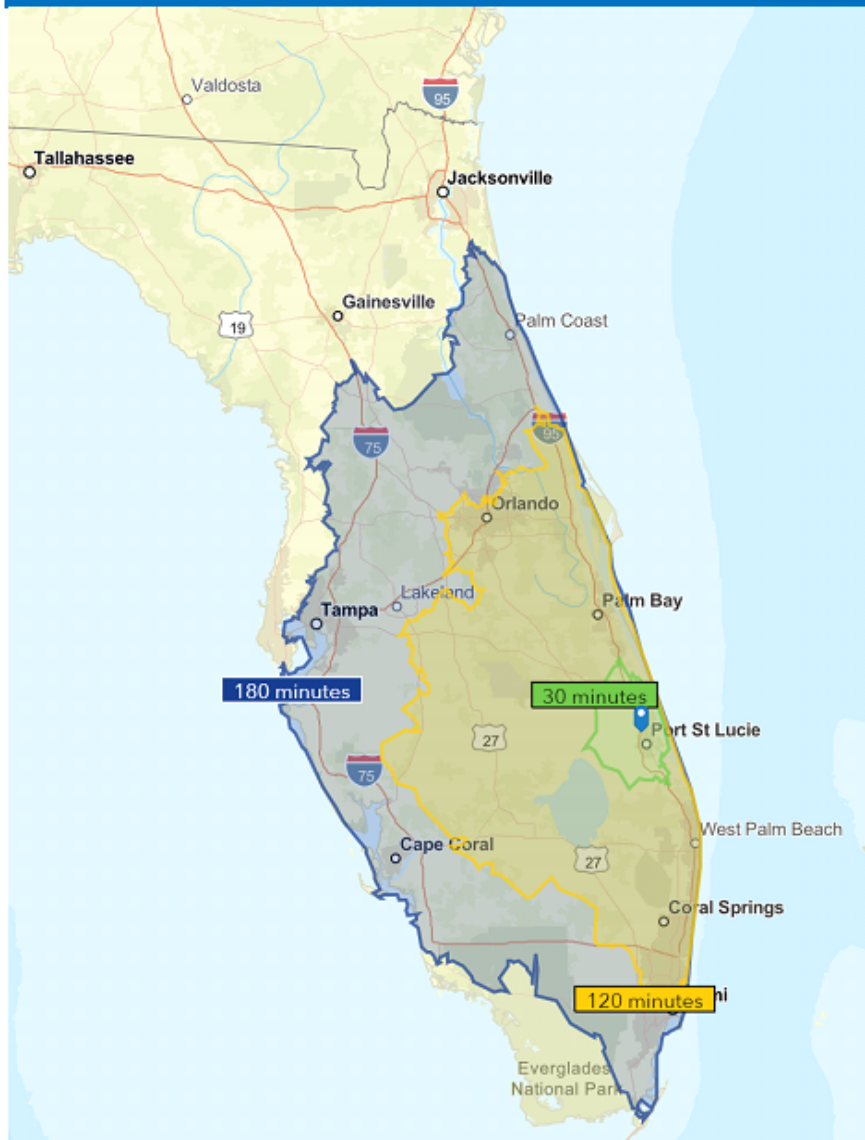 Valdosta
95
Tallahassee
Jacksonville
Gainesville
19
Palm Coast
75
95
Orlando
Lakeland
Tampa
Palm Bay
180 minutes
30 minutes
27
Port St Lucie
75
West Palm Beach
Cape Coral
27
Coral Springs
120 minutes
mi
Everglades
National Park